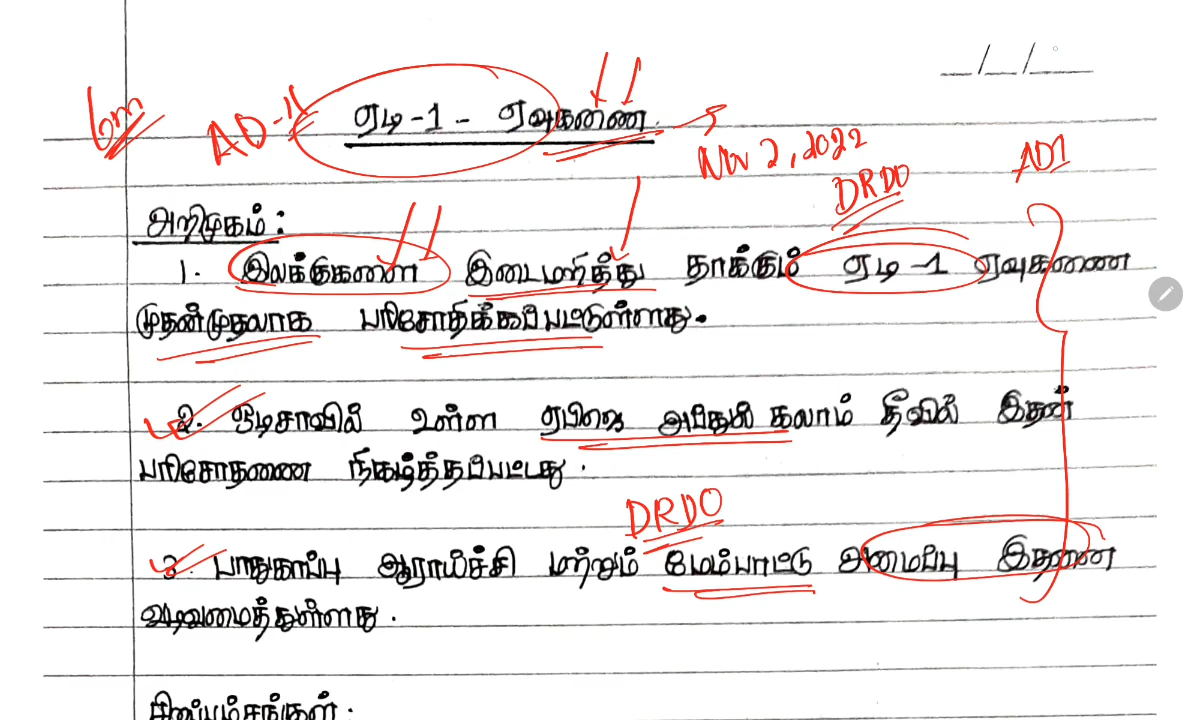 6m
AD-1
ஏடி-1 - ஏவுகணை.
Nov 2, 2022
DRDO
AD1
அறிமுகம் :
1. இலக்குகளை இடைமறித்து தாக்கும் ஏடி-1 ஏவுகணை
முதன்முதலாக பரிசோதிக்கப்பட்டுள்ளது.
2. ஒடிசாவில் உள்ள ஏபிஜெ அப்துல் கலாம் தீவில் இதன்
பரிசோதணை நிகழ்த்தப்பட்டது.
DRDO
3. பாதுகாப்பு ஆராய்ச்சி மற்றும் மேம்பாட்டு அமைப்பு இதனை
வடிவமைத்துள்ளது.
சிறப்பம்சங்கள் :